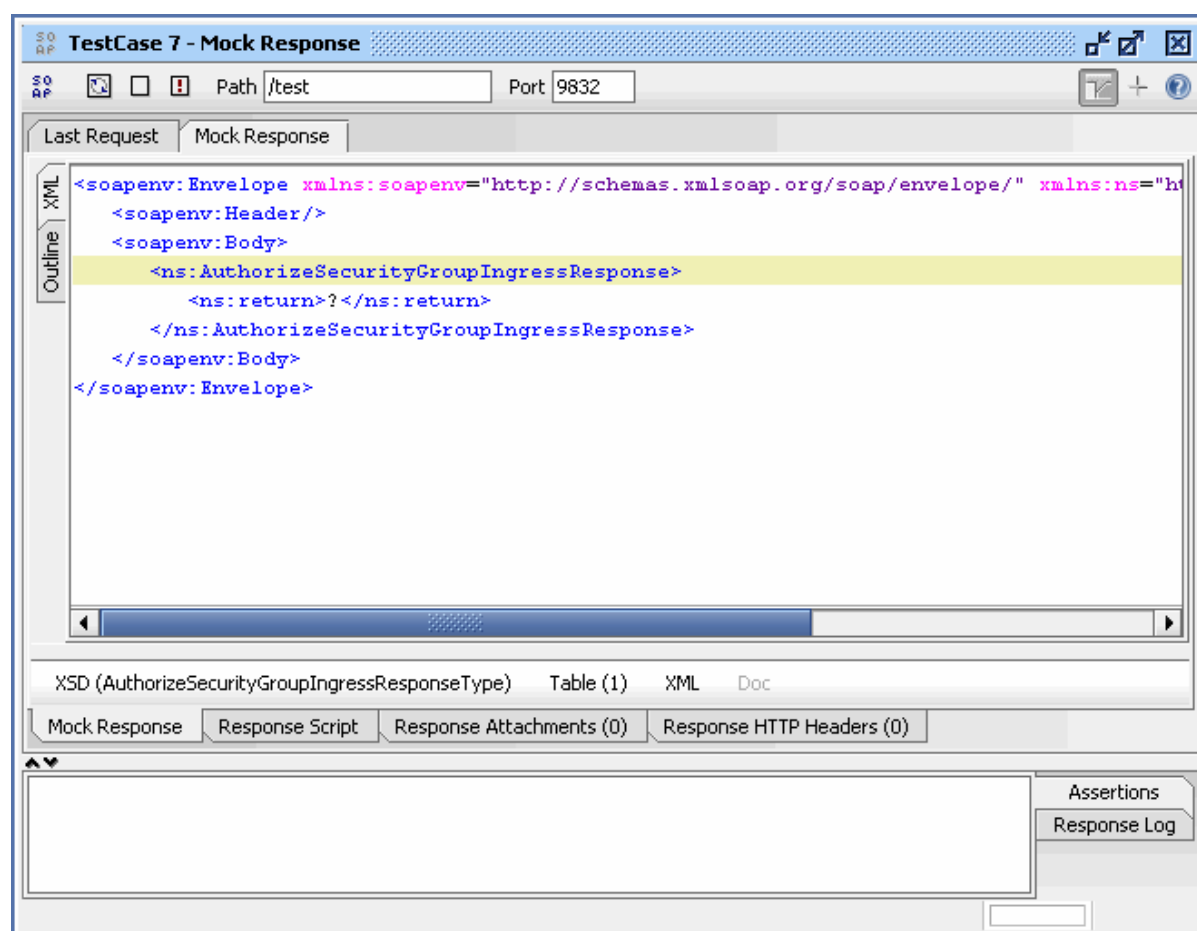 SO AP TestCase 7 - Mock Response
SO AP Path /test Port 9832
Last Request Mock Response
XML
Outline
<soapenv:Envelope xmlns:soapenv="http://schemas.xmlsoap.org/soap/envelope/" xmlns:ns="ht
<soapenv:Header/>
<soapenv:Body>
<ns:AuthorizeSecurityGroupIngressResponse>
<ns:return>?</ns:return>
</ns:AuthorizeSecurityGroupIngressResponse>
</soapenv:Body>
</soapenv:Envelope>
XSD (AuthorizeSecurityGroupIngressResponseType) Table (1) XML Doc
Mock Response Response Script Response Attachments (0) Response HTTP Headers (0)
Assertions
Response Log